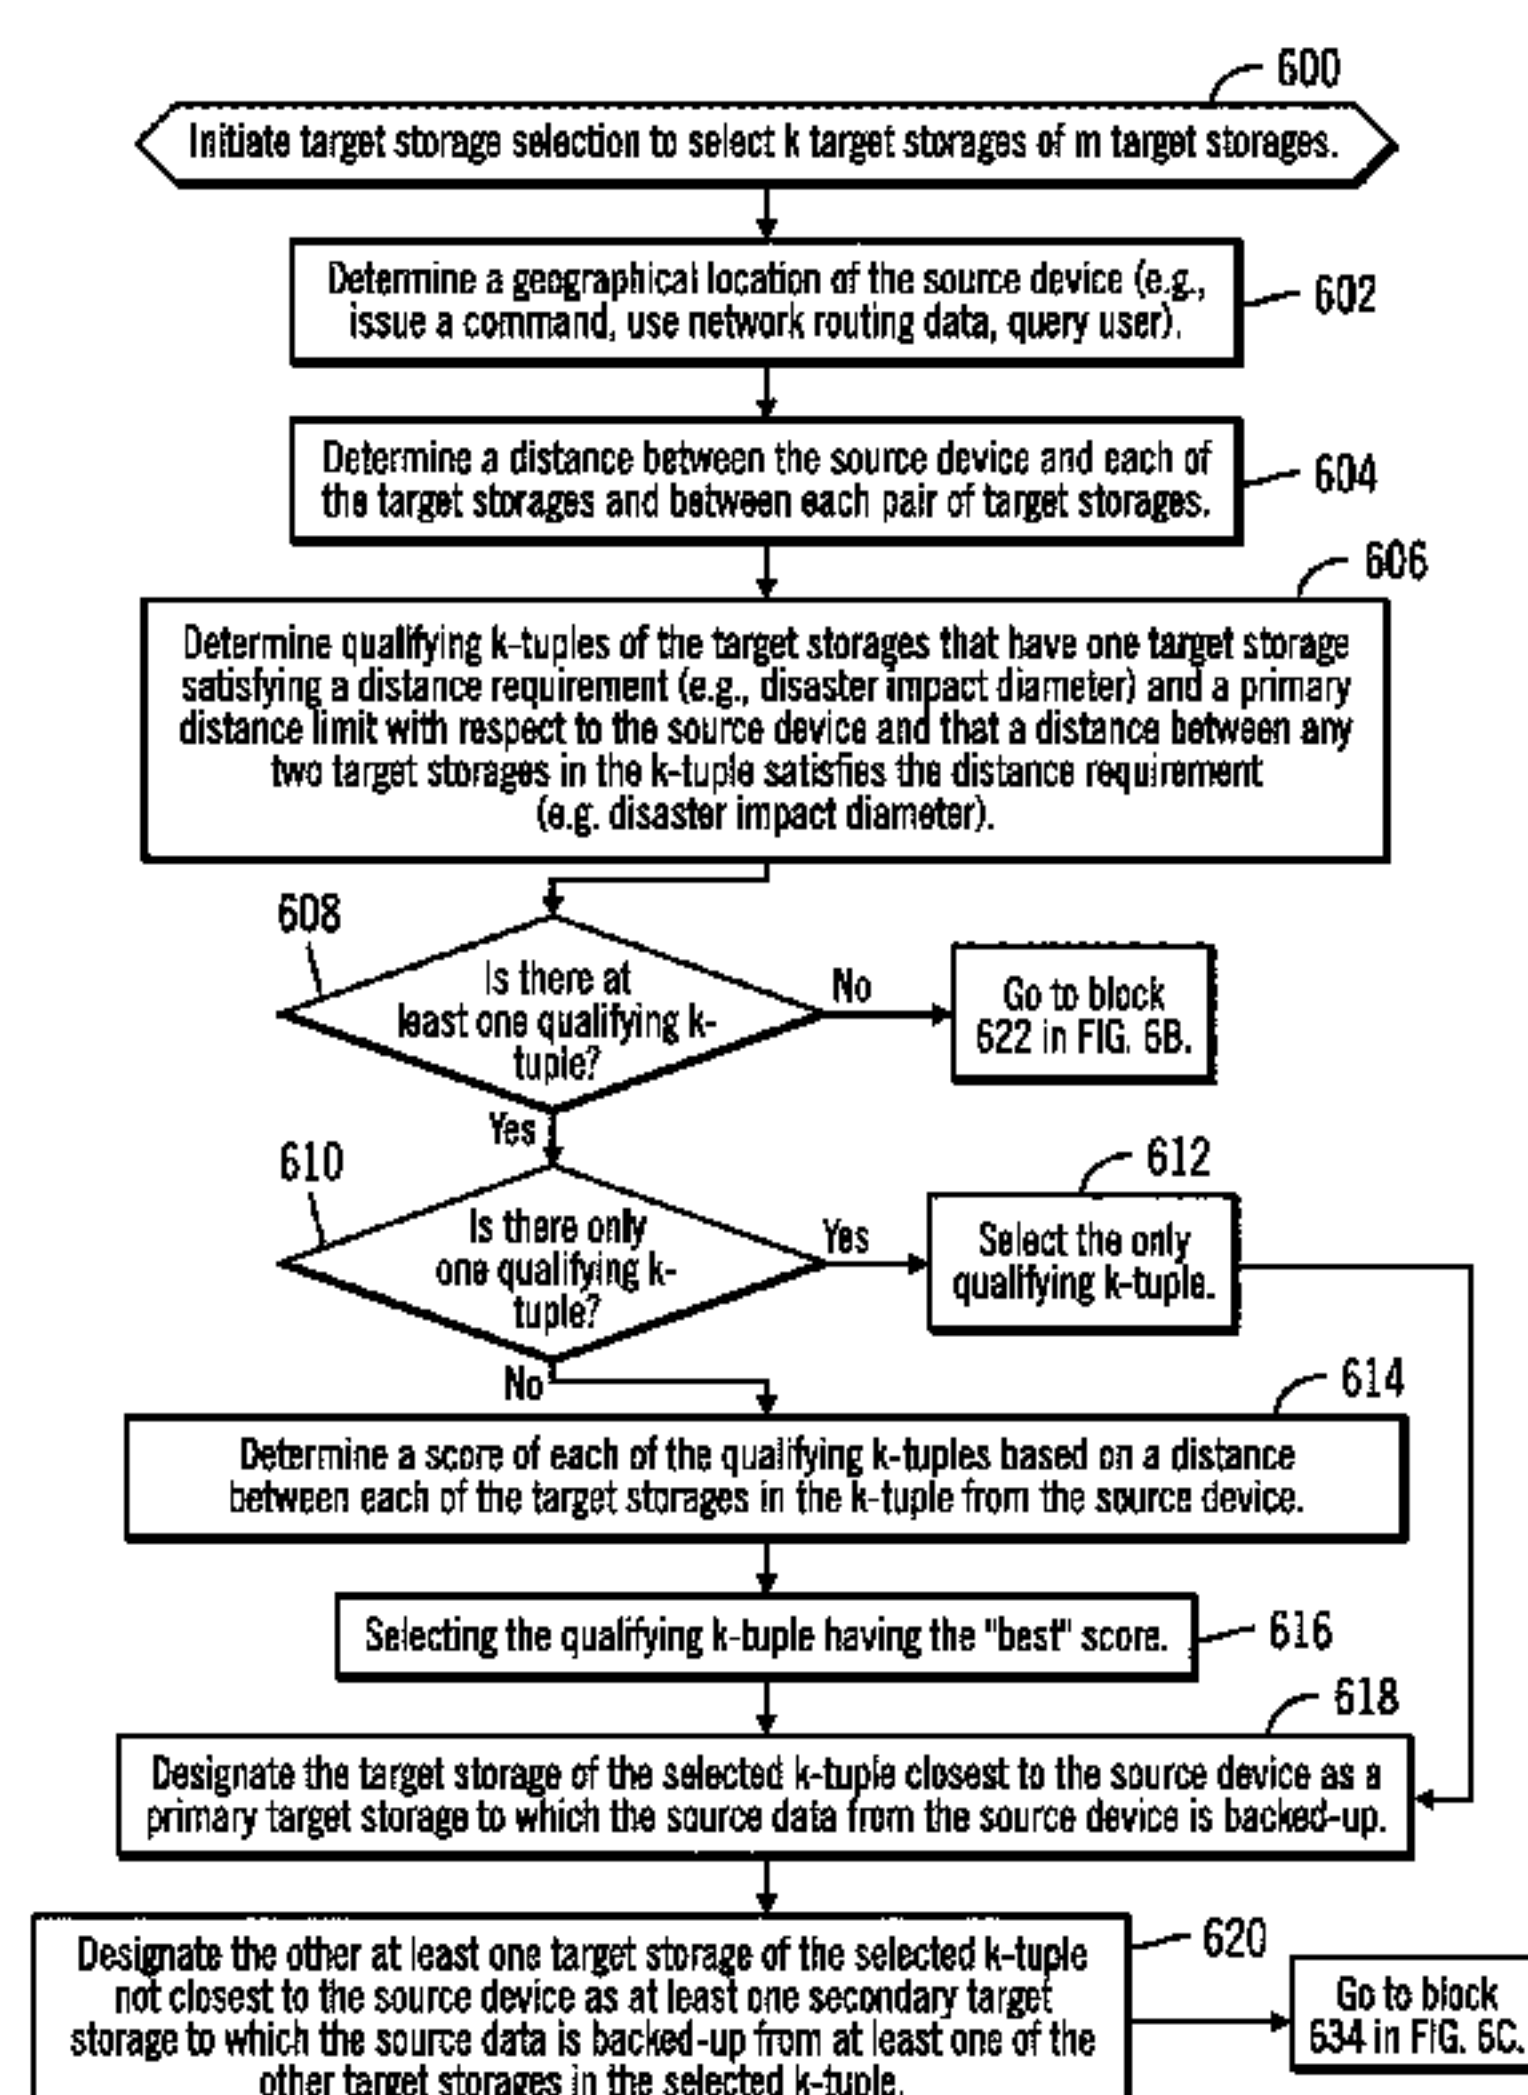 600
Initiate target storage selection to select k target storages of m target storages.
Determine a geographical location of the source device (e.g.,
issue a command, use network routing data, query user).
602
Determine a distance between the source device and each of
the target storages and between each pair of target storages.
604
606
Determine qualifying k-tuples of the target storages that have one target storage
satisfying a distance requirement (e.g., disaster impact diameter) and a primary
distance limit with respect to the source device and that a distance between any
two target storages in the k-tuple satisfies the distance requirement
(e.g. disaster impact diameter).
608
Is there at
least one qualifying k-
tuple?
No
Go to block
622 in FIG. 6B.
Yes
610
Is there only
one qualifying k-
tuple?
Yes
612
Select the only
qualifying k-tuple.
No
614
Determine a score of each of the qualifying k-tuples based on a distance
between each of the target storages in the k-tuple from the source device.
Selecting the qualifying k-tuple having the "best" score.
616
618
Designate the target storage of the selected k-tuple closest to the source device as a
primary target storage to which the source data from the source device is backed-up.
620
Designate the other at least one target storage of the selected k-tuple
not closest to the source device as at least one secondary target
storage to which the source data is backed-up from at least one of the
other target storages in the selected k-tuple.
Go to block
634 in FIG. 6C.